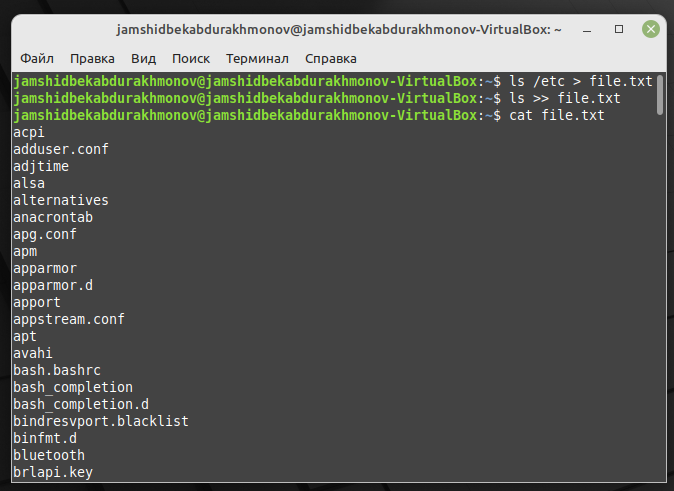 jamshidbekabdurakhmonov@jamshidbekabdurakhmonov-VirtualBox: ~
Файл Правка Вид Поиск Терминал Справка
jamshidbekabdurakhmonov@jamshidbekabdurakhmonov-VirtualBox:~$ ls /etc > file.txt
jamshidbekabdurakhmonov@jamshidbekabdurakhmonov-VirtualBox:~$ ls >> file.txt
jamshidbekabdurakhmonov@jamshidbekabdurakhmonov-VirtualBox:~$ cat file.txt
acpi
adduser.conf
adjtime
alsa
alternatives
anacrontab
apg.conf
apm
apparmor
apparmor.d
apport
appstream.conf
apt
avahi
bash.bashrc
bash_completion
bash_completion.d
bindresvport.blacklist
binfmt.d
bluetooth
brlapi.key